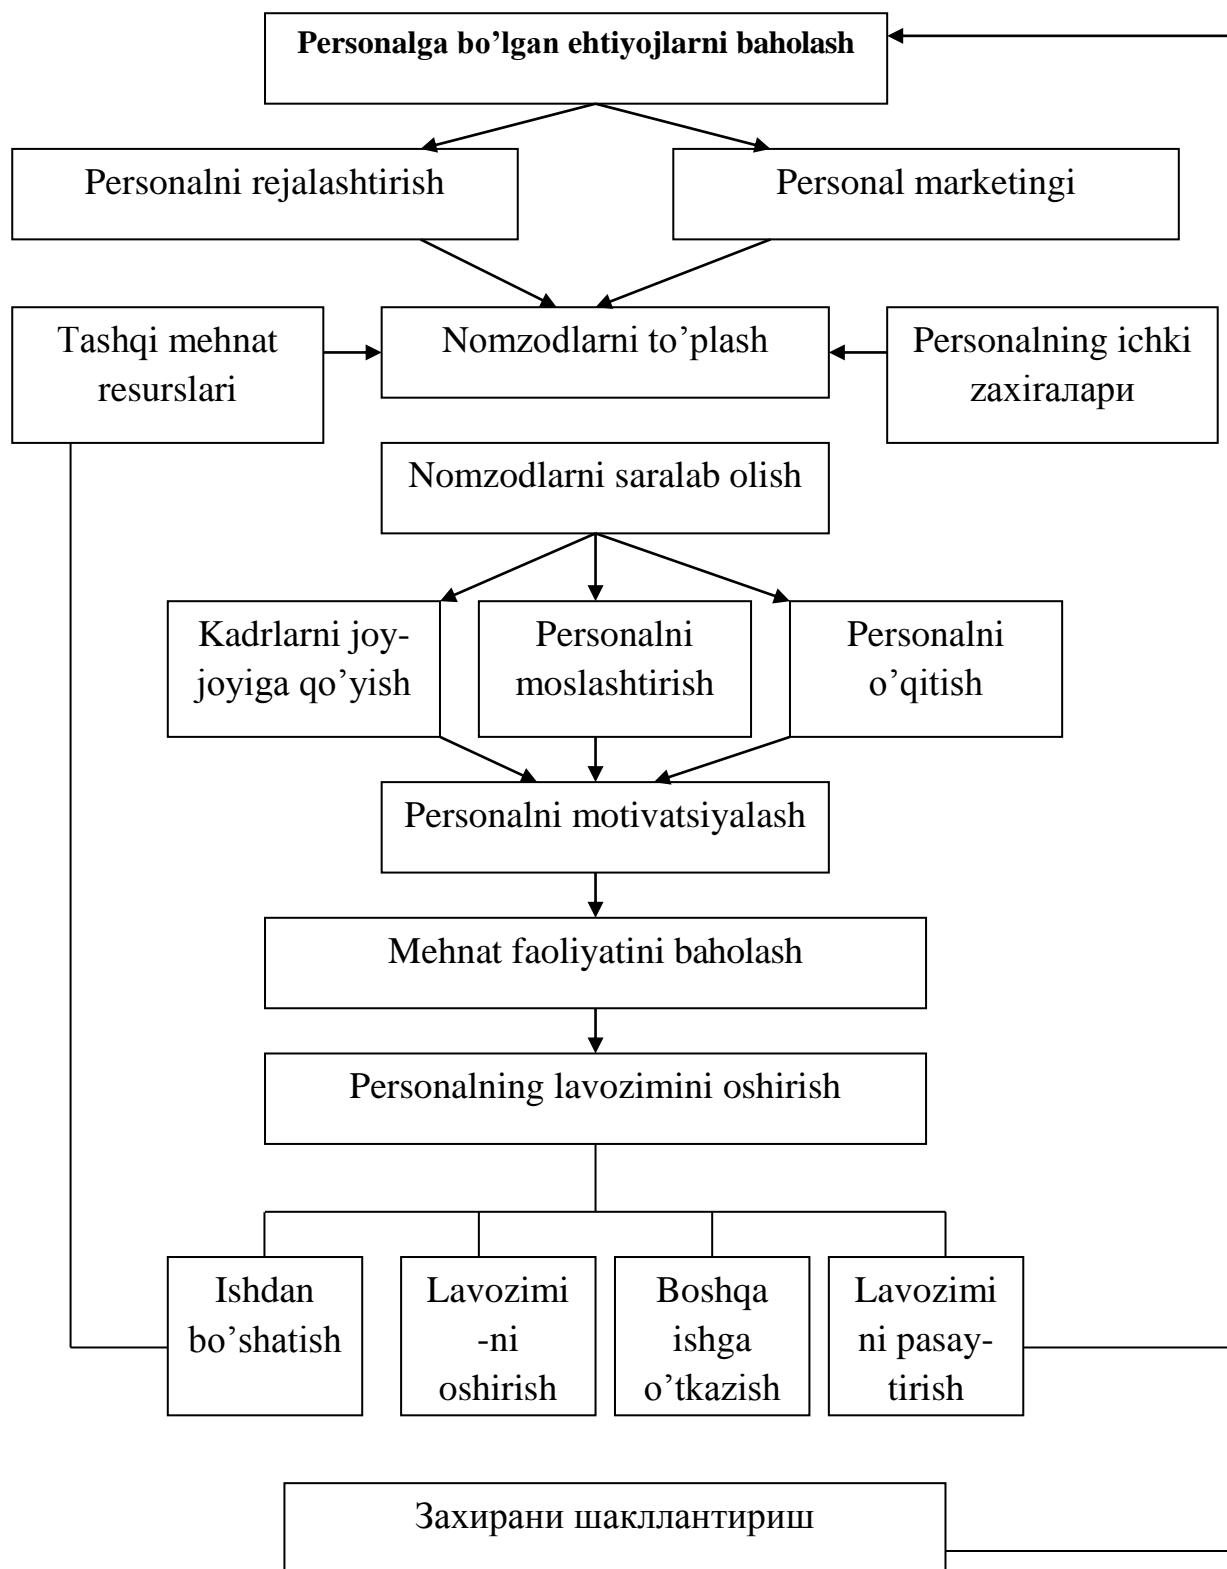 Personalga bo’lgan ehtiyojlarni baholash
Personalni rejalashtirish
Personal marketingi
Tashqi mehnat
resurslari
Nomzodlarni to’plash
Personalning ichki
zaxiraлари
Nomzodlarni saralab olish
Kadrlarni joy-
joyiga qo’yish
Personalni
moslashtirish
Personalni
o’qitish
Personalni motivatsiyalash
Mehnat faoliyatini baholash
Personalning lavozimini oshirish
Ishdan
bo’shatish
Lavozimi
-ni
oshirish
Boshqa
ishga
o’tkazish
Lavozimi
ni pasay-
tirish
Захирани шакллантириш